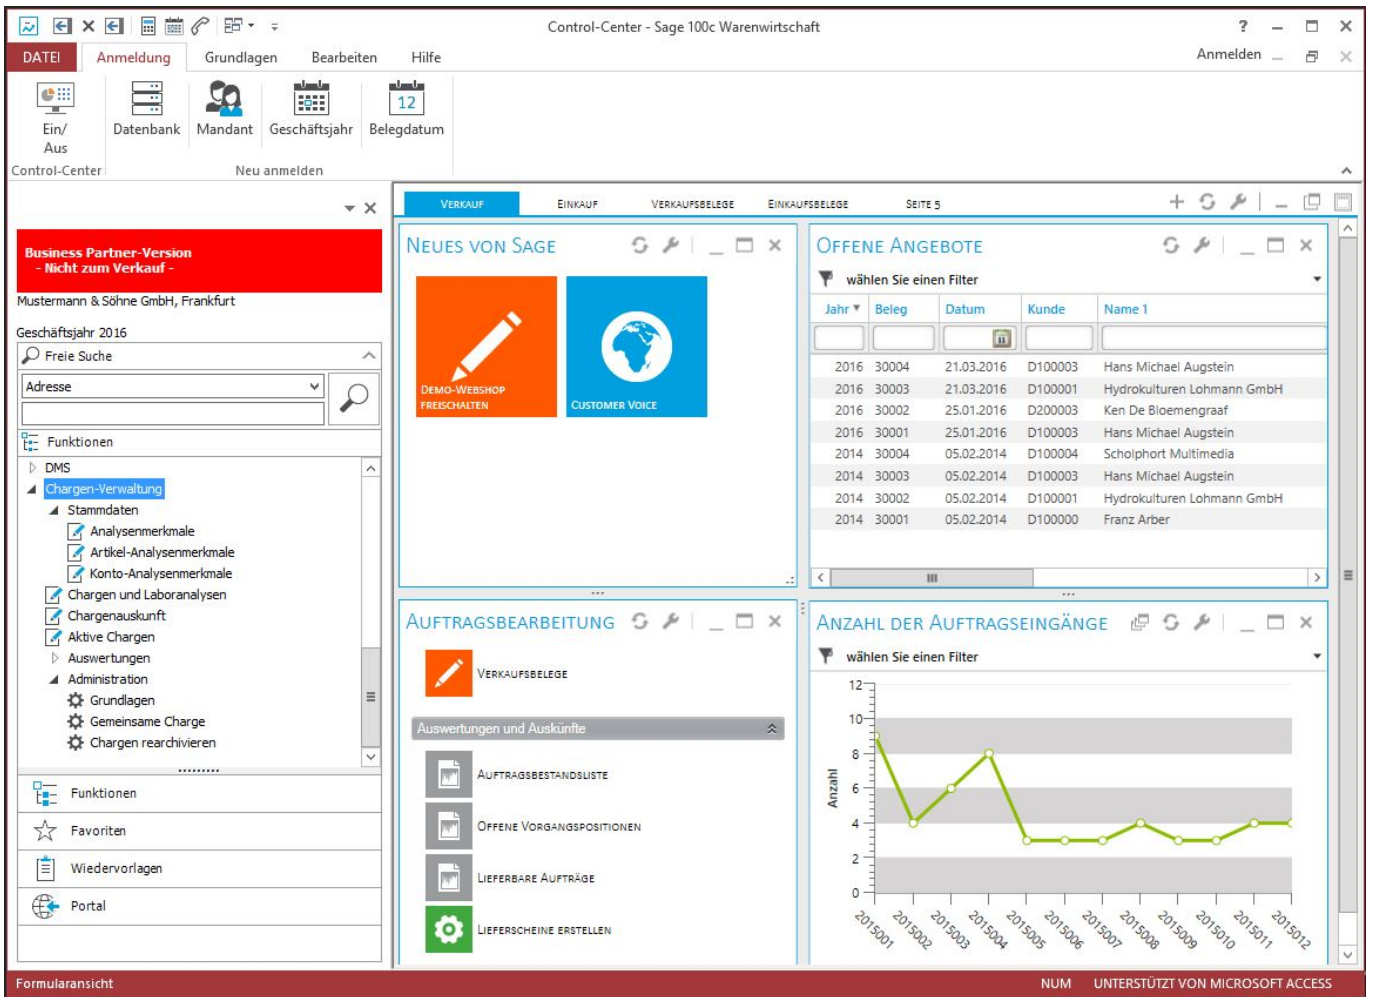 Control-Center - Sage 100c Warenwirtschaft
?
DATEI Anmeldung Grundlagen Bearbeiten Hilfe
Anmelden
Ein/
Aus
Datenbank Mandant Geschäftsjahr
12
Belegdatum
Control-Center
Neu anmelden
Business Partner-Version
- Nicht zum Verkauf -
Mustermann & Söhne GmbH, Frankfurt
Geschäftsjahr 2016
Freie Suche
Adresse
Funktionen
DMS
Chargen-Verwaltung
Stammdaten
Analysenmerkmale
Artikel-Analysenmerkmale
Konto-Analysenmerkmale
Chargen und Laboranalysen
Chargenauskunft
Aktive Chargen
Auswertungen
Administration
Grundlagen
Gemeinsame Charge
Chargen rearchivieren
Funktionen
Favoriten
Wiedervorlagen
Portal
VERKAUF EINKAUF VERKAUFSBELEGE EINKAUFSBELEGE SEITE 5
NEUES VON SAGE
DEMO-WEBSHOP
FREISCHALTEN
CUSTOMER VOICE
OFFENE ANGEBOTE
wählen Sie einen Filter
Jahr Beleg Datum Kunde Name 1
2016 30004 21.03.2016 D100003 Hans Michael Augstein
2016 30003 21.03.2016 D100001 Hydrokulturen Lohmann GmbH
2016 30002 25.01.2016 D200003 Ken De Bloemengraaf
2016 30001 25.01.2016 D100003 Hans Michael Augstein
2014 30004 05.02.2014 D100004 Scholphort Multimedia
2014 30003 05.02.2014 D100003 Hans Michael Augstein
2014 30002 05.02.2014 D100001 Hydrokulturen Lohmann GmbH
2014 30001 05.02.2014 D100000 Franz Arber
AUFTRAGSBEARBEITUNG
VERKAUFSBELEGE
Auswertungen und Auskünfte
AUFTRAGSBESTANDSLISTE
OFFENE VORGANGSPOSITIONEN
LIEFERBARE AUFTRÄGE
LIEFERSCHEINE ERSTELLEN
ANZAHL DER AUFTRAGSEINGÄNGE
wählen Sie einen Filter
Anzahl
12
10
8
6
4
2
0
2015001 2015002 2015003 2015004 2015005 2015006 2015007 2015008 2015009 2015010 2015011 2015012
Formularansicht
NUM UNTERSTÜTZT VON MICROSOFT ACCESS